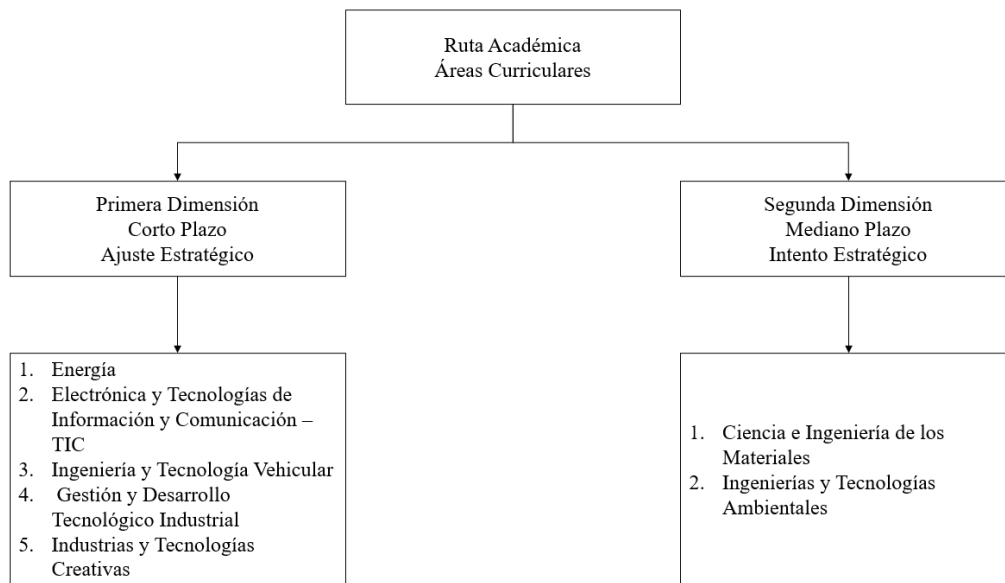 Ruta Académica
Áreas Curriculares
Primera Dimensión
Corto Plazo
Ajuste Estratégico
Segunda Dimensión
Mediano Plazo
Intento Estratégico
1. Energía
2. Electrónica y Tecnologías de
Información y Comunicación –
TIC
3. Ingeniería y Tecnología Vehicular
4. Gestión y Desarrollo
Tecnológico Industrial
5. Industrias y Tecnologías
Creativas
1. Ciencia e Ingeniería de los
Materiales
2. Ingenierías y Tecnologías
Ambientales